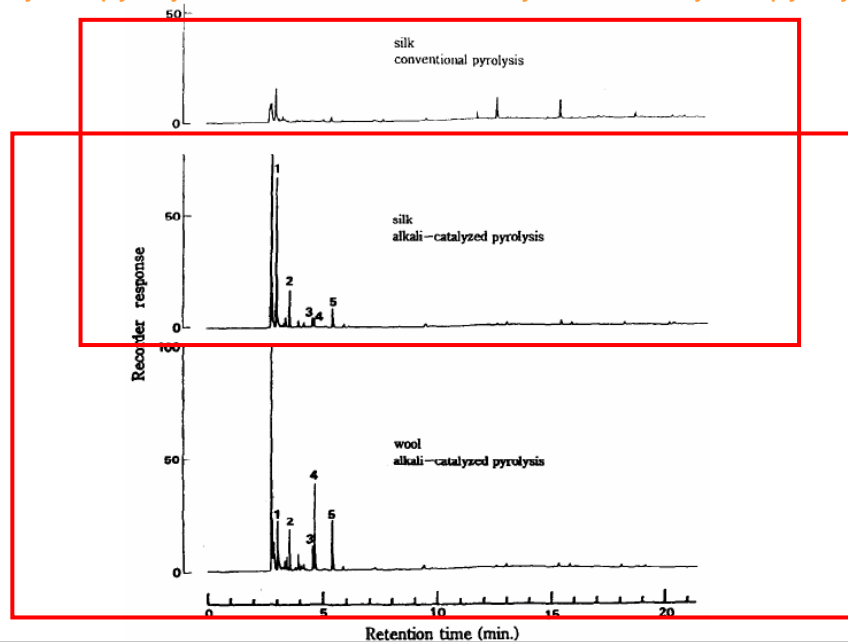 50
silk
conventional pyrolysis
0
1
50
silk
alkali-catalyzed pyrolysis
2
3
4
5
0
Recorder response
100
wool
alkali-catalyzed pyrolysis
50
4
1
2
3
5
0
0 5 10 15 20
Retention time (min.)